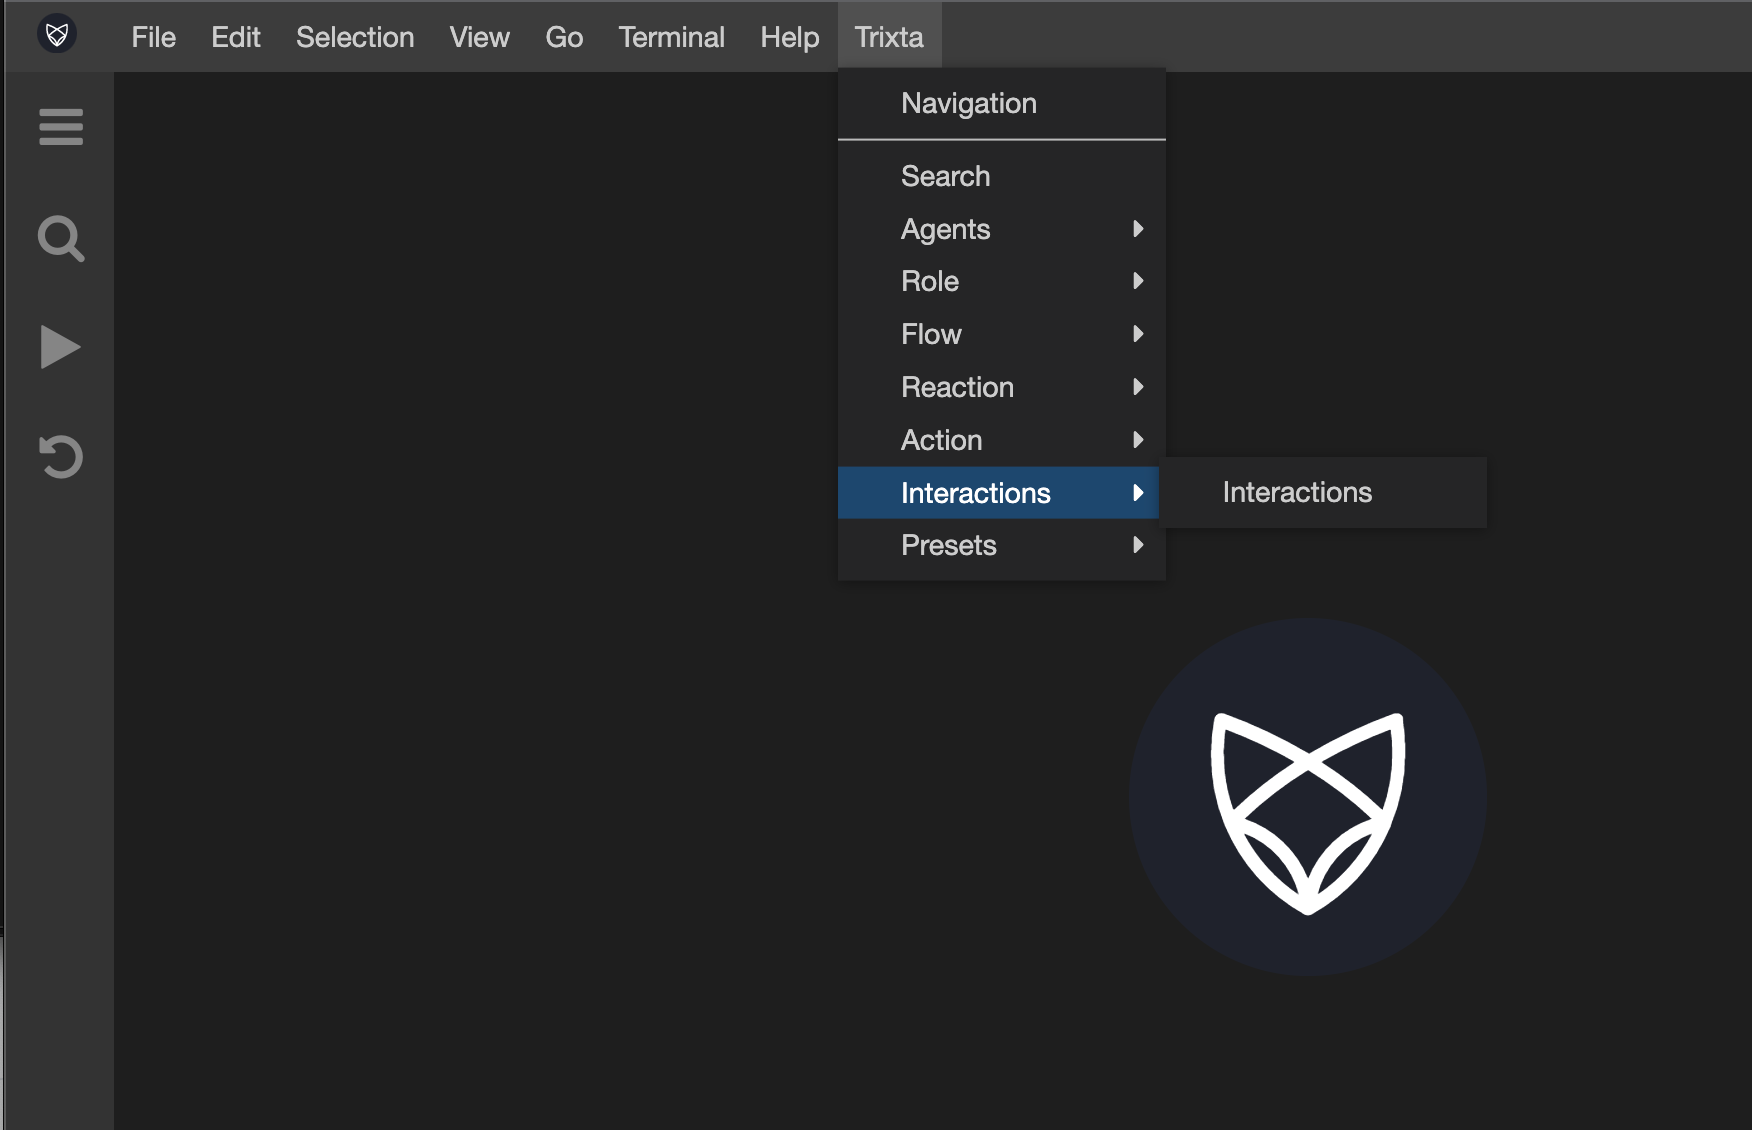 File Edit Selection View Go Terminal Help Trixta
Navigation
Search
Agents
Role
Flow
Reaction
Action
Interactions Interactions
Presets